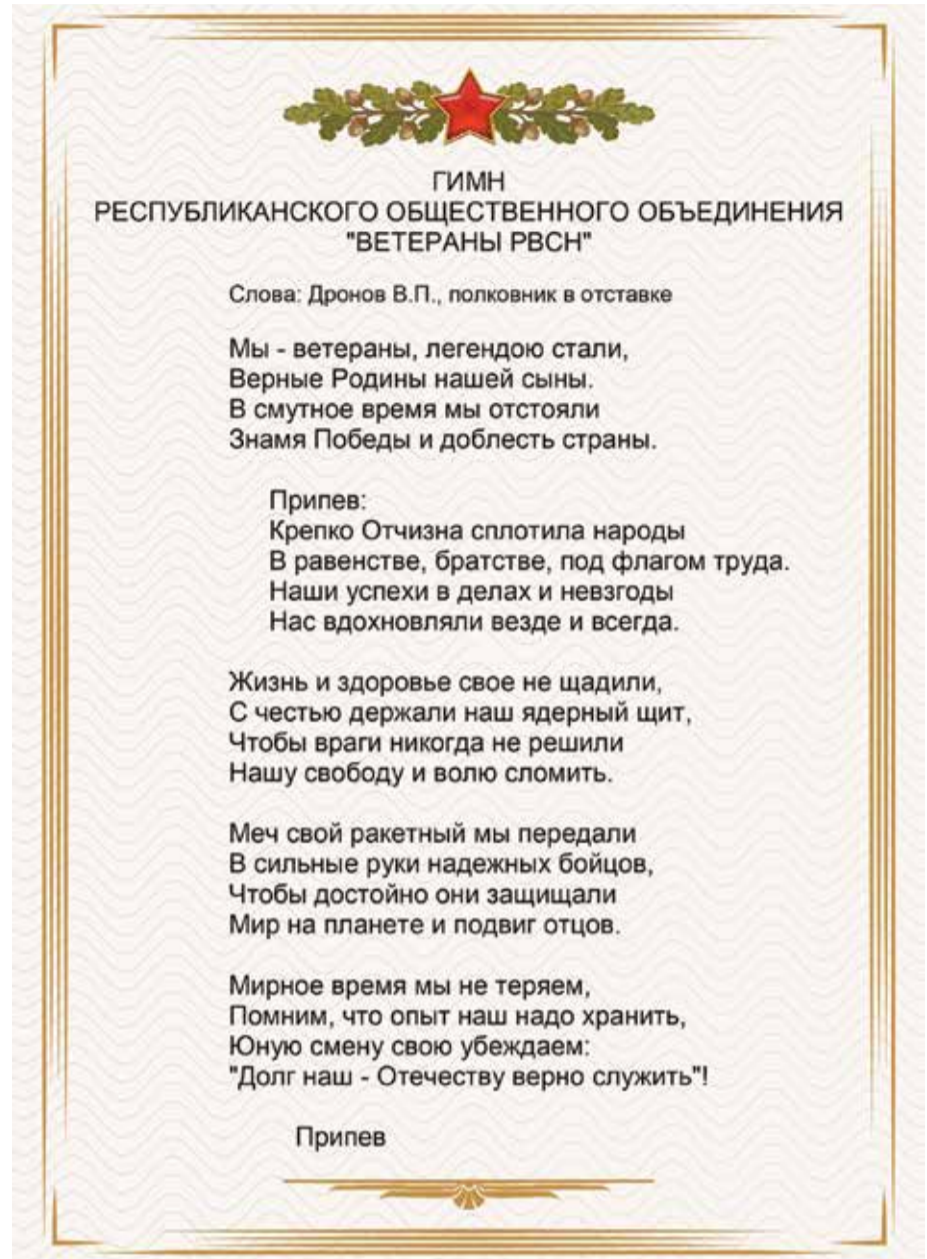 ГИМН
РЕСПУБЛИКАНСКОГО ОБЩЕСТВЕННОГО ОБЪЕДИНЕНИЯ
"ВЕТЕРАНЫ РВСН"
Слова: Дронов В.П., полковник в отставке
Мы - ветераны, легендою стали,
Верные Родины нашей сыны.
В смутное время мы отстояли
Знамя Победы и доблесть страны.
Припев:
Крепко Отчизна сплотила народы
В равенстве, братстве, под флагом труда.
Наши успехи в делах и невзгоды
Нас вдохновляли везде и всегда.
Жизнь и здоровье свое не щадили,
С честью держали наш ядерный щит,
Чтобы враги никогда не решили
Нашу свободу и волю сломить.
Меч свой ракетный мы передали
В сильные руки надежных бойцов,
Чтобы достойно они защищали
Мир на планете и подвиг отцов.
Мирное время мы не теряем,
Помним, что опыт наш надо хранить,
Юную смену свою убеждаем:
"Долг наш - Отечеству верно служить"!
Припев